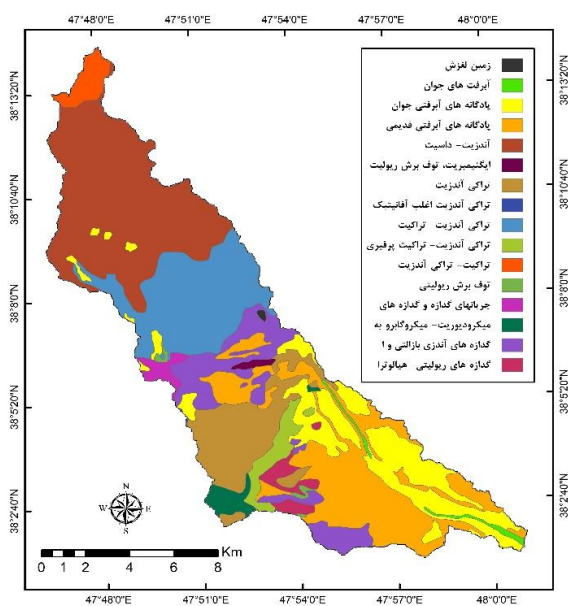 47°48'0"E 47°51'0"E 47°54'0"E 47°57'0"E 48°0'0"E
38°13'20"N 38°13'20"N
38°10'40"N 38°10'40"N
38°8'0"N 38°8'0"N
38°5'20"N 38°5'20"N
38°2'40"N 38°2'40"N
زمین لغزش
آبرفت های جوان
پادگانه های آبرفتی جوان
پادگانه های آبرفتی قدیمی
آندزیت- داسیت
ایگنیمبریت، توف برش ریولیت
تراکی آندزیت
تراکی آندزیت اغلب آفانیتیک
تراکی آندزیت- تراکیت
تراکی آندزیت- تراکیت پرفیری
تراکیت- تراکی آندزیت
توف برش ریولیتی
جریانهای گدازه و گدازه های
میکرودیوریت- میکروگابرو به
گدازه های آندزی بازالتی و ا
گدازه های ریولیتی هیالوترا
N
W E
S
Km
0 1 2 4 6 8
47°48'0"E 47°51'0"E 47°54'0"E 47°57'0"E 48°0'0"E